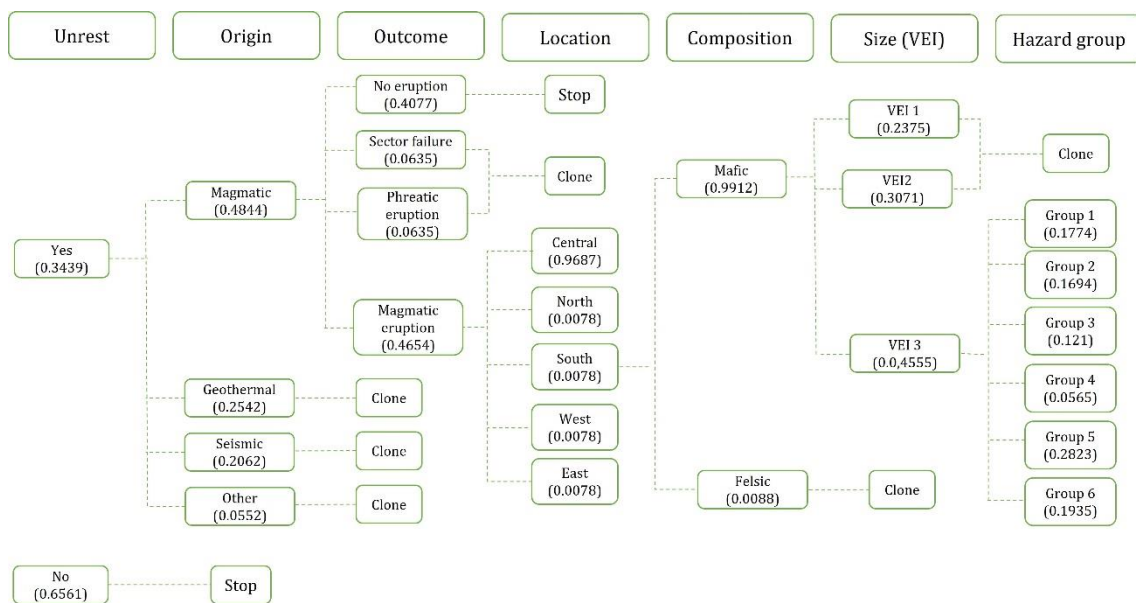 Unrest
Origin
Outcome
Location
Composition
Size (VEI)
Hazard group
Yes
(0.3439)
No
(0.6561)
Stop
Magmatic
(0.4844)
Geothermal
(0.2542)
Seismic
(0.2062)
Other
(0.0552)
No eruption
(0.4077)
Sector failure
(0.0635)
Phreatic
eruption
(0.0635)
Magmatic
eruption
(0.4654)
Clone
Clone
Clone
Stop
Clone
Central
(0.9687)
North
(0.0078)
South
(0.0078)
West
(0.0078)
East
(0.0078)
Mafic
(0.9912)
Felsic
(0.0088)
VEI 1
(0.2375)
VEI2
(0.3071)
VEI 3
(0.0,4555)
Clone
Clone
Group 1
(0.1774)
Group 2
(0.1694)
Group 3
(0.121)
Group 4
(0.0565)
Group 5
(0.2823)
Group 6
(0.1935)